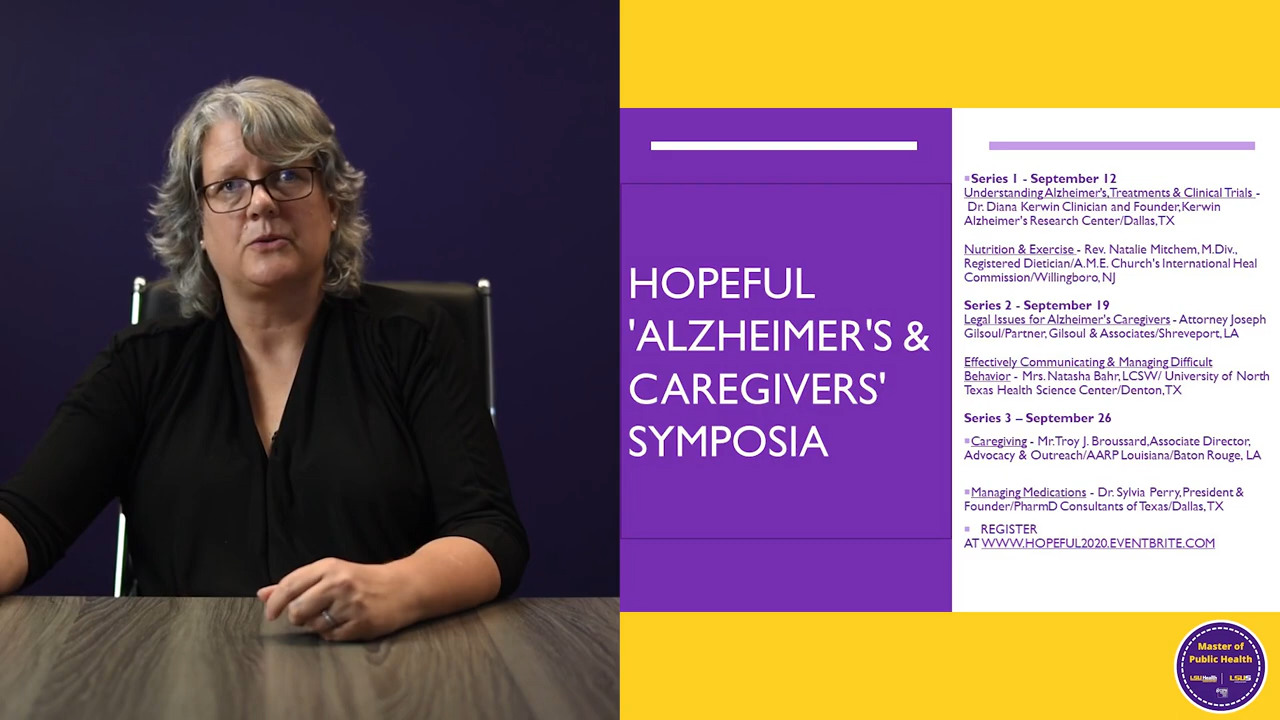 HOPEFUL
'ALZHEIMER'S &
CAREGIVERS'
SYMPOSIA
Series 1 - September 12
Understanding Alzheimer's, Treatments & Clinical Trials -
Dr. Diana Kerwin Clinician and Founder, Kerwin
Alzheimer's Research Center/Dallas, TX
Nutrition & Exercise - Rev. Natalie Mitchem, M.Div.,
Registered Dietician/A.M.E. Church's International Heal
Commission/Willingboro, NJ
Series 2 - September 19
Legal Issues for Alzheimer's Caregivers - Attorney Joseph
Gilsoul/Partner, Gilsoul & Associates/Shreveport, LA
Effectively Communicating & Managing Difficult
Behavior - Mrs. Natasha Bahr, LCSW/ University of North
Texas Health Science Center/Denton, TX
Series 3 – September 26
Caregiving - Mr. Troy J. Broussard, Associate Director,
Advocacy & Outreach/AARP Louisiana/Baton Rouge, LA
Managing Medications - Dr. Sylvia Perry, President &
Founder/PharmD Consultants of Texas/Dallas, TX
REGISTER
AT WWW.HOPEFUL2020.EVENTBRITE.COM
Master of
Public Health
LSU Health
LSUS